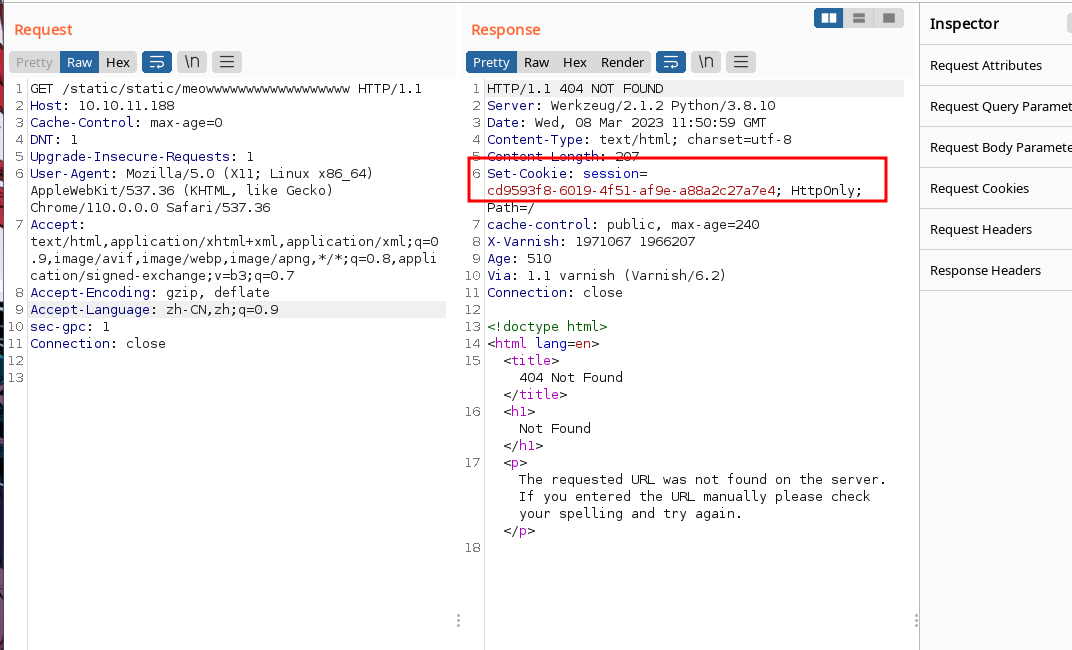 Request
Pretty Raw Hex \n
1 GET /static/static/meowwwwwwwwwwwwwwwwww HTTP/1.1
2 Host: 10.10.11.188
3 Cache-Control: max-age=0
4 DNT: 1
5 Upgrade-Insecure-Requests: 1
6 User-Agent: Mozilla/5.0 (X11; Linux x86_64)
AppleWebKit/537.36 (KHTML, like Gecko)
Chrome/110.0.0.0 Safari/537.36
7 Accept:
text/html,application/xhtml+xml,application/xml;q=0
.9,image/avif,image/webp,image/apng,*/*;q=0.8,appli
cation/signed-exchange;v=b3;q=0.7
8 Accept-Encoding: gzip, deflate
9 Accept-Language: zh-CN,zh;q=0.9
10 sec-gpc: 1
11 Connection: close
12
13
Response
Pretty Raw Hex Render \n
1 HTTP/1.1 404 NOT FOUND
2 Server: Werkzeug/2.1.2 Python/3.8.10
3 Date: Wed, 08 Mar 2023 11:50:59 GMT
4 Content-Type: text/html; charset=utf-8
5 Content-Length: 207
6 Set-Cookie: session=
cd9593f8-6019-4f51-af9e-a88a2c27a7e4; HttpOnly;
Path=/
7 cache-control: public, max-age=240
8 X-Varnish: 1971067 1966207
9 Age: 510
10 Via: 1.1 varnish (Varnish/6.2)
11 Connection: close
12
13 <!doctype html>
14 <html lang=en>
15 <title>
404 Not Found
</title>
16 <h1>
Not Found
</h1>
17 <p>
The requested URL was not found on the server.
If you entered the URL manually please check
your spelling and try again.
</p>
18
Inspector
Request Attributes
Request Query Paramet
Request Body Paramete
Request Cookies
Request Headers
Response Headers